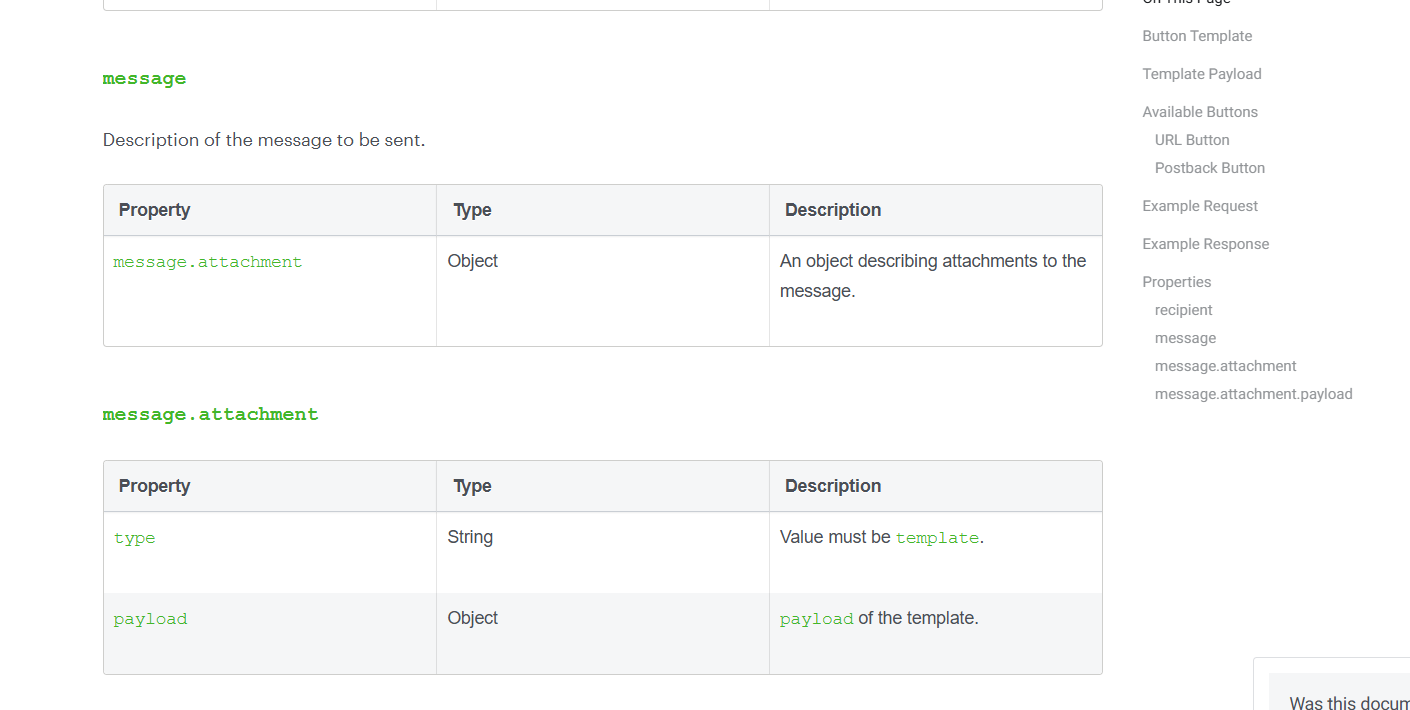 On This Page
message
Description of the message to be sent.
Property Type Description
message.attachment Object An object describing attachments to the
message.
message.attachment
Property Type Description
type String Value must be template.
payload Object payload of the template.
Button Template
Template Payload
Available Buttons
URL Button
Postback Button
Example Request
Example Response
Properties
recipient
message
message.attachment
message.attachment.payload
Was this docum